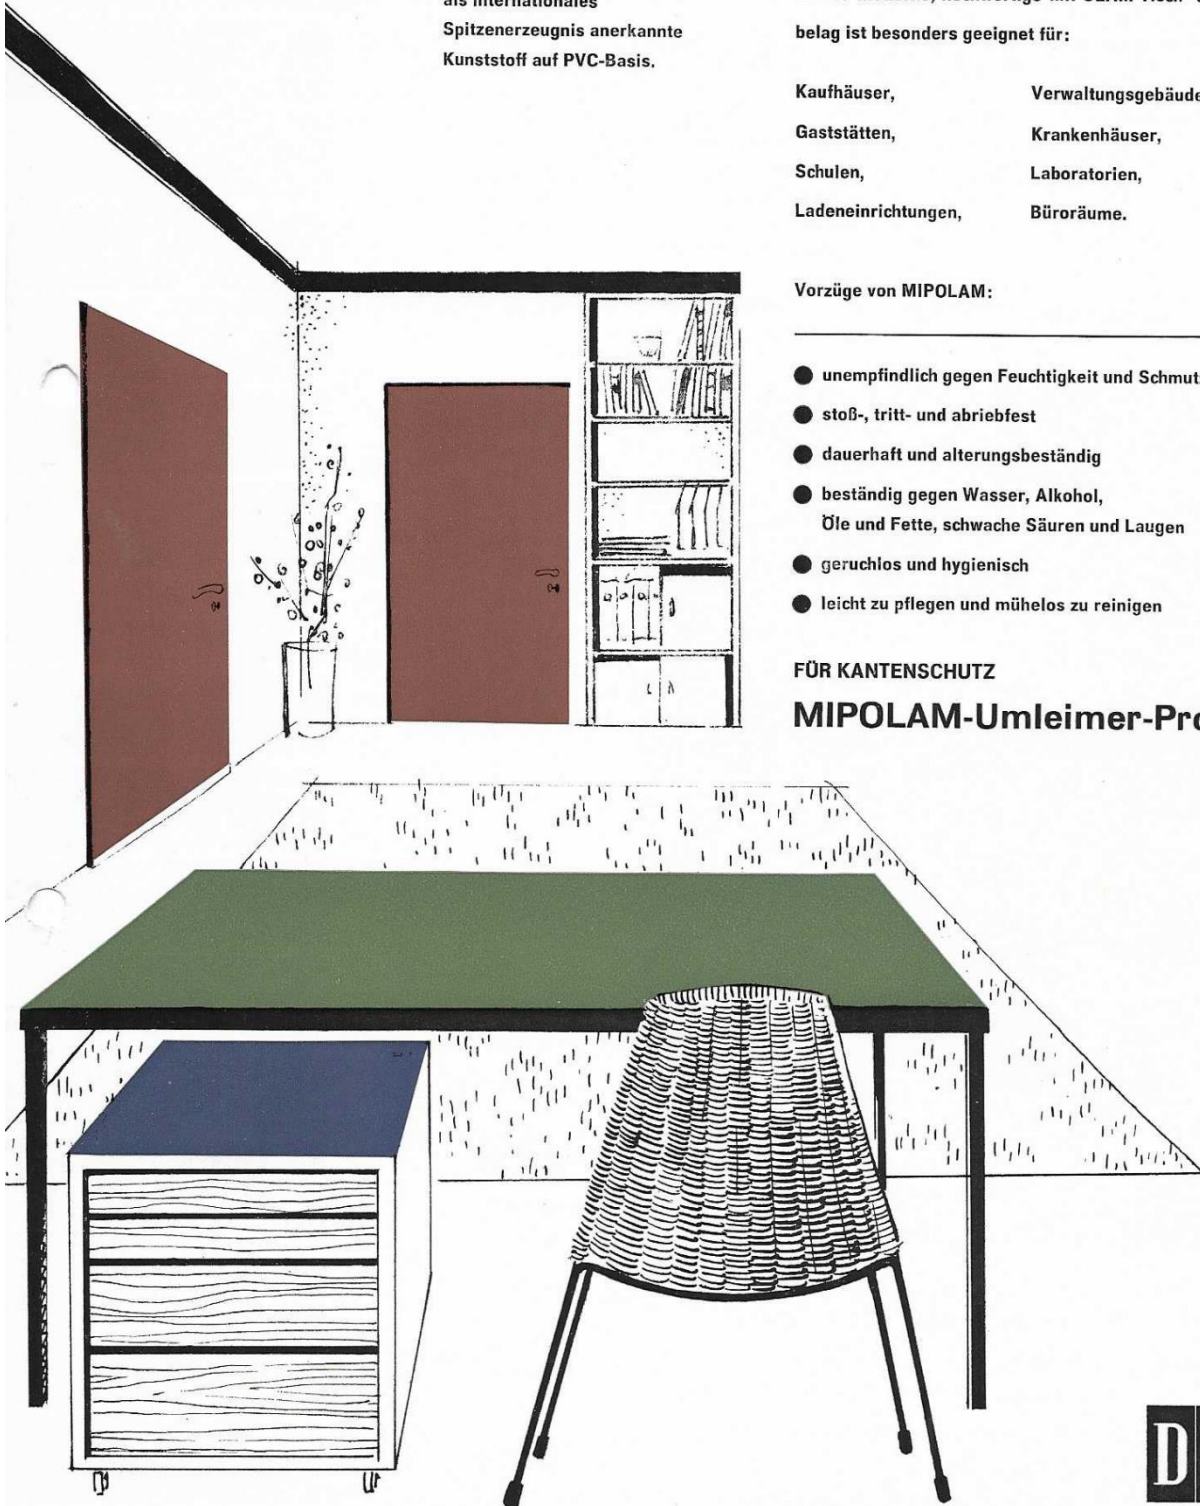 als internationales
Spitzenerzeugnis anerkannte
Kunststoff auf PVC-Basis.
belag ist besonders geeignet für:
Kaufhäuser,
Gaststätten,
Schulen,
Ladeneinrichtungen,
Verwaltungsgebäude
Krankenhäuser,
Laboratorien,
Büroräume.
Vorzüge von MIPOLAM:
● unempfindlich gegen Feuchtigkeit und Schmut
● stoß-, tritt- und abriebfest
● dauerhaft und alterungsbeständig
● beständig gegen Wasser, Alkohol,
Öle und Fette, schwache Säuren und Laugen
● geruchlos und hygienisch
● leicht zu pflegen und mühelos zu reinigen
FÜR KANTENSCHUTZ
MIPOLAM-Umleimer-Pro
D